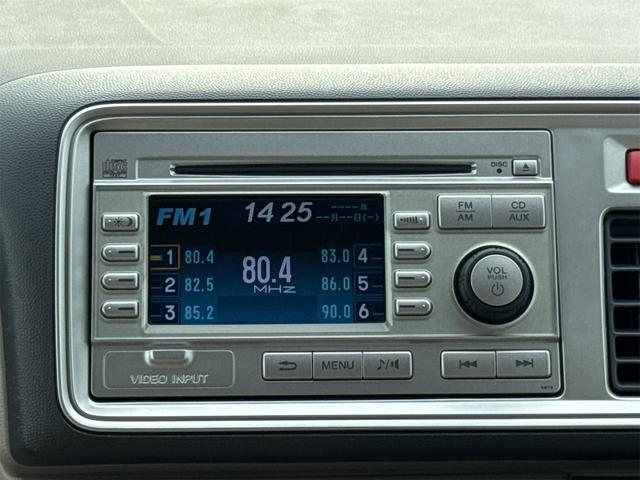 DISC
FM1
14:25
----年
--月--日(--)
FM
AM
CD
AUX
1 80.4
83.0 4
80.4
MHz
2 82.5
86.0 5
3 85.2
90.0 6
VOL
PUSH
VIDEO INPUT
MENU